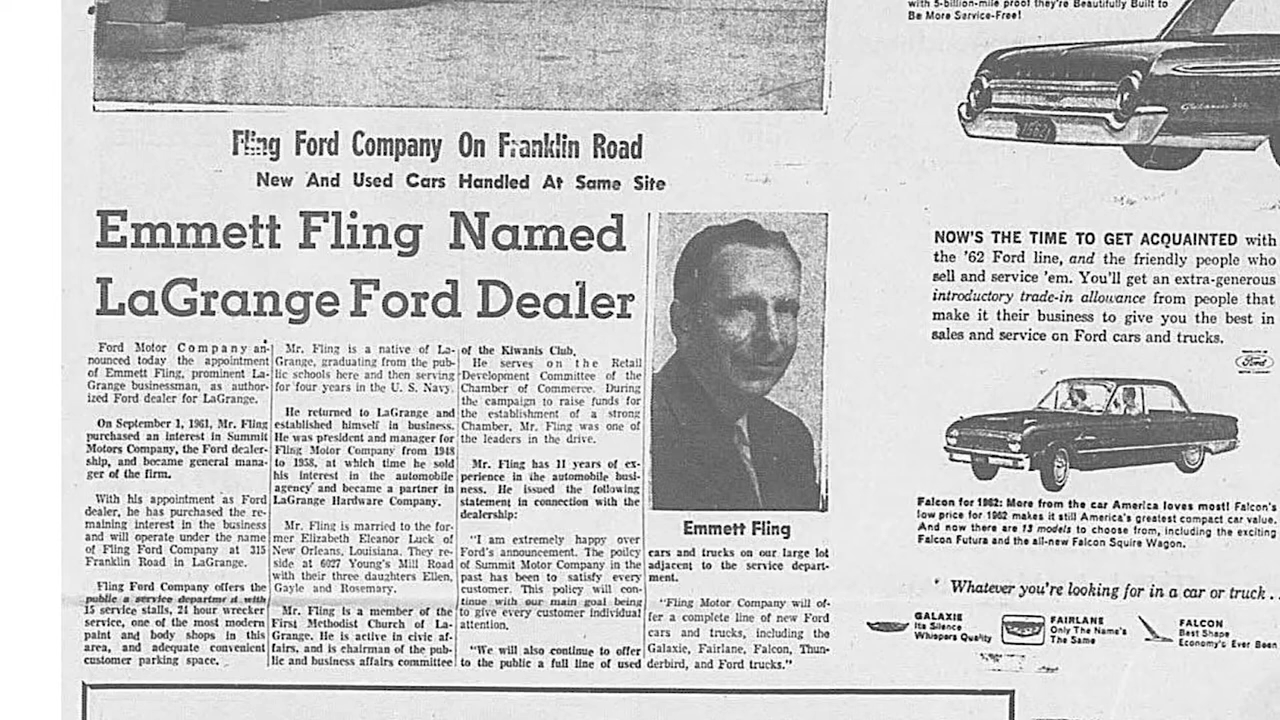 Fling Ford Company On Franklin Road
New And Used Cars Handled At Same Site
Emmett Fling Named
LaGrange Ford Dealer
Ford Motor Company an-
nounced today the appointment
of Emmett Fling, prominent La-
Grange businessman, as author-
ized Ford dealer for LaGrange.
On September 1, 1961, Mr. Fling
purchased an interest in Summit
Motors Company, the Ford dealer-
ship, and became general mana-
ger of the firm.
With his appointment as Ford
dealer, he has purchased the re-
maining interest in the business
and will operate under the name
of Fling Ford Company at 315
Franklin Road in LaGrange.
Fling Ford Company offers the
public a service department with
15 service stalls, 24 hour wrecker
service, one of the most modern
paint and body shops in this
area, and adequate convenient
customer parking space.
Mr. Fling is a native of La-
Grange, graduating from the pub-
lic schools here and then serving
for four years in the U. S. Navy.
He returned to LaGrange and
established himself in business.
He was president and manager for
Fling Motor Company from 1948
to 1958, at which time he sold
his interest in the automobile
agency and became a partner in
LaGrange Hardware Company.
Mr. Fling is married to the for-
mer Elizabeth Eleanor Luck of
New Orleans, Louisiana. They re-
side at 6027 Young's Mill Road
with their three daughters Ellen,
Gayle and Rosemary.
Mr. Fling is a member of the
First Methodist Church of La-
Grange. He is active in civic af-
fairs, and is chairman of the pub-
lic and business affairs committee
of the Kiwanis Club.
He serves on the Retail
Development Committee of the
Chamber of Commerce. During
the campaign to raise funds for
the establishment of a strong
Chamber, Mr. Fling was one of
the leaders in the drive.
Mr. Fling has 11 years of ex-
perience in the automobile busi-
ness. He issued the following
statement in connection with the
dealership:
"I am extremely happy over
Ford's announcement. The policy
of Summit Motor Company in the
past has been to satisfy every
customer. This policy will con-
tinue with our main goal being
to give every customer individual
attention.
"We will also continue to offer
to the public a full line of used
Emmett Fling
cars and trucks on our large lot
adjacent to the service depart-
ment.
"Fling Motor Company will of-
fer a complete line of new Ford
cars and trucks, including the
Galaxie, Fairlane, Falcon, Thun-
derbird, and Ford trucks."
with 5-billion-mile proof they're Beautifully Built to
Be More Service-Free!
NOW'S THE TIME TO GET ACQUAINTED with
the '62 Ford line, and the friendly people who
sell and service 'em. You'll get an extra-generous
introductory trade-in allowance from people that
make it their business to give you the best in
sales and service on Ford cars and trucks.
Ford
Falcon for 1962: More from the car America loves most! Falcon's
low price for 1962 makes it still America's greatest compact car value.
And now there are 13 models to choose from, including the exciting
Falcon Futura and the all-new Falcon Squire Wagon.
Whatever you're looking for in a car or truck . .
GALAXIE
Its Silence
Whispers Quality
FAIRLANE
Only The Name's
The Same
FALCON
Best Shape
Economy's Ever Been